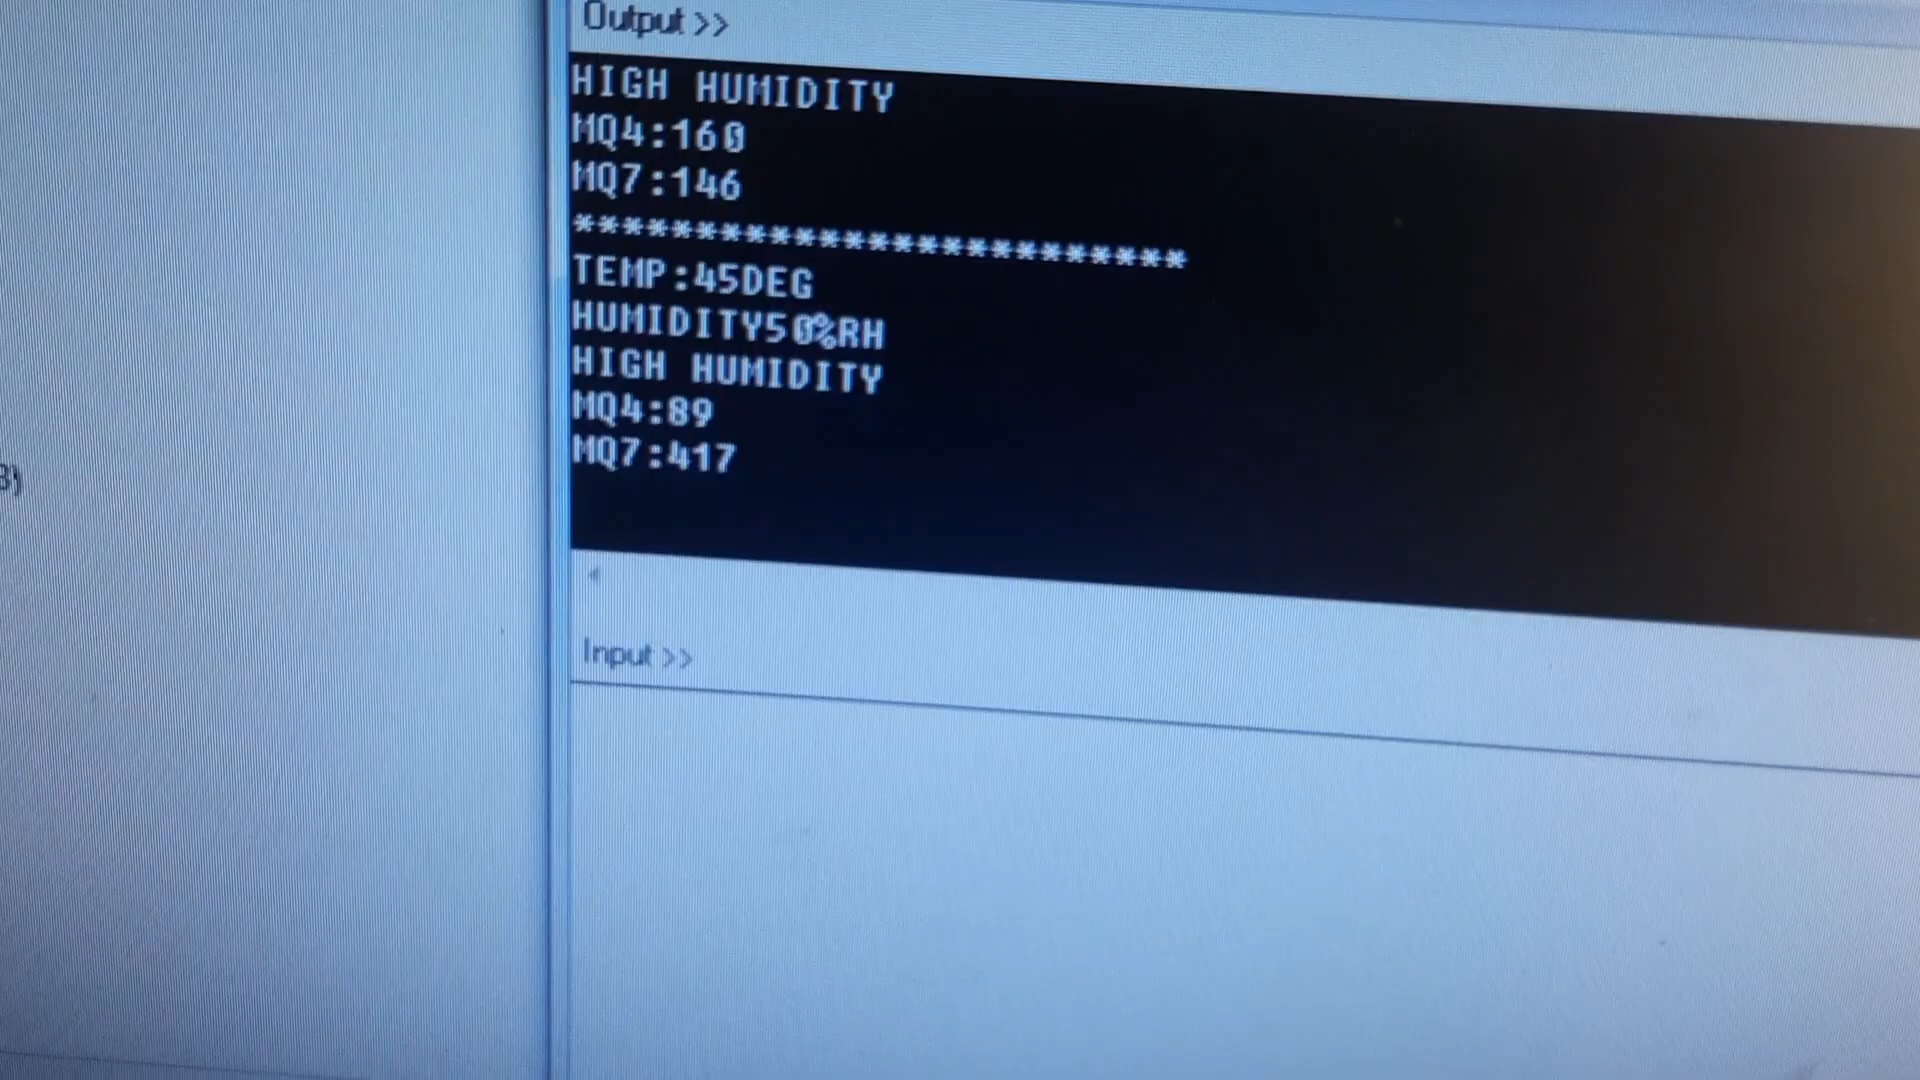 Output >>
HIGH HUMIDITY
MQ4:160
MQ7:146
*************************
TEMP:45DEG
HUMIDITY50%RH
HIGH HUMIDITY
MQ4:89
MQ7:417
Input >>